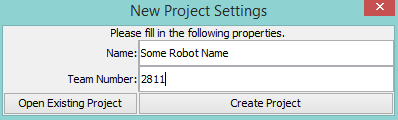 New Project Settings
Please fill in the following properties.
Name: Some Robot Name
Team Number: 2811
Open Existing Project Create Project